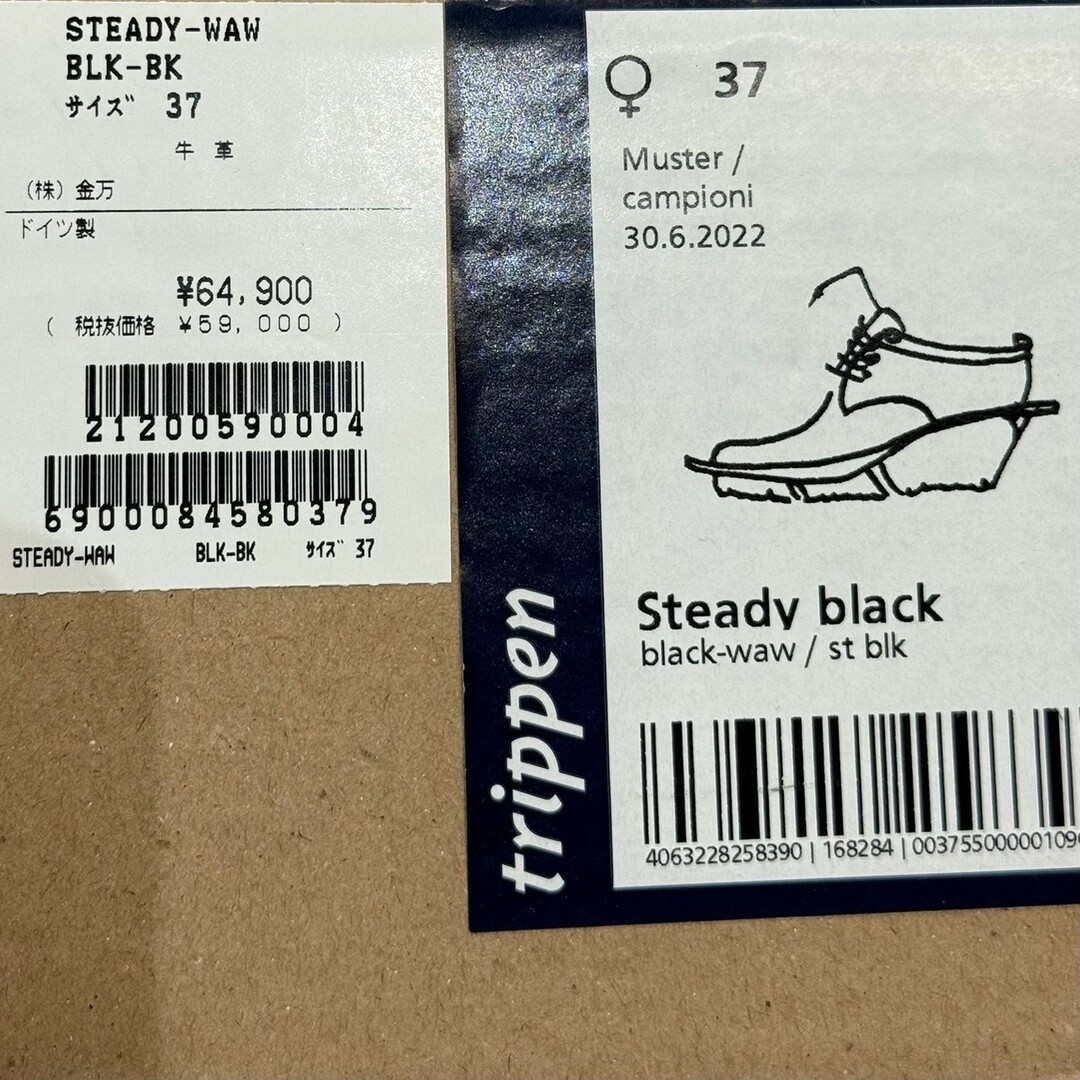 STEADY-WAW
BLK-BK
サイズ 37
牛 革
(株) 金万
ドイツ製
¥64,900
( 税抜価格 ¥59,000 )
2120059０004
6900084580379
STEADY-WAW BLK-BK サイズ 37
♀ 37
Muster /
campioni
30.6.2022
Steady black
black-waw / st blk
4063228258390 | 168284 | 00375500000109
trippen